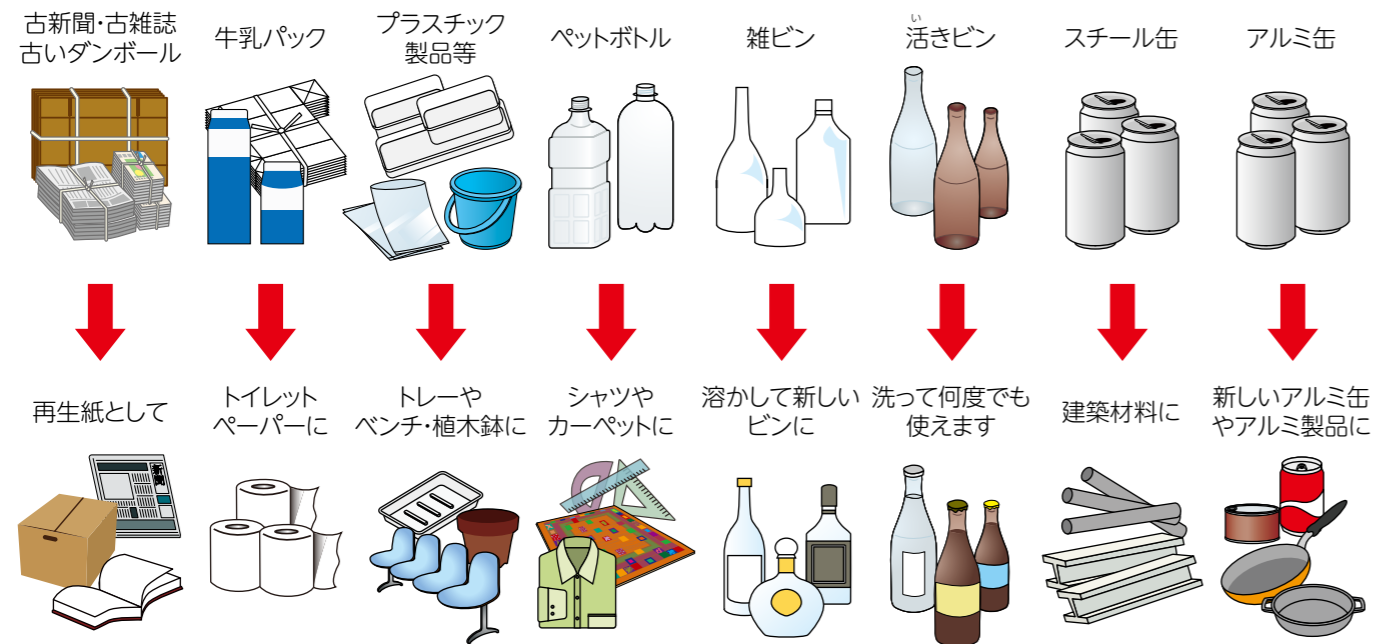 古新聞・古雑誌
古いダンボール
牛乳パック
プラスチック
製品等
ペットボトル
雑ビン
い
活きビン
スチール缶
アルミ缶
再生紙として
トイレット
ペーパーに
トレーや
ベンチ・植木鉢に
シャツや
カーペットに
溶かして新しい
ビンに
洗って何度でも
使えます
建築材料に
新しいアルミ缶
やアルミ製品に
新聞